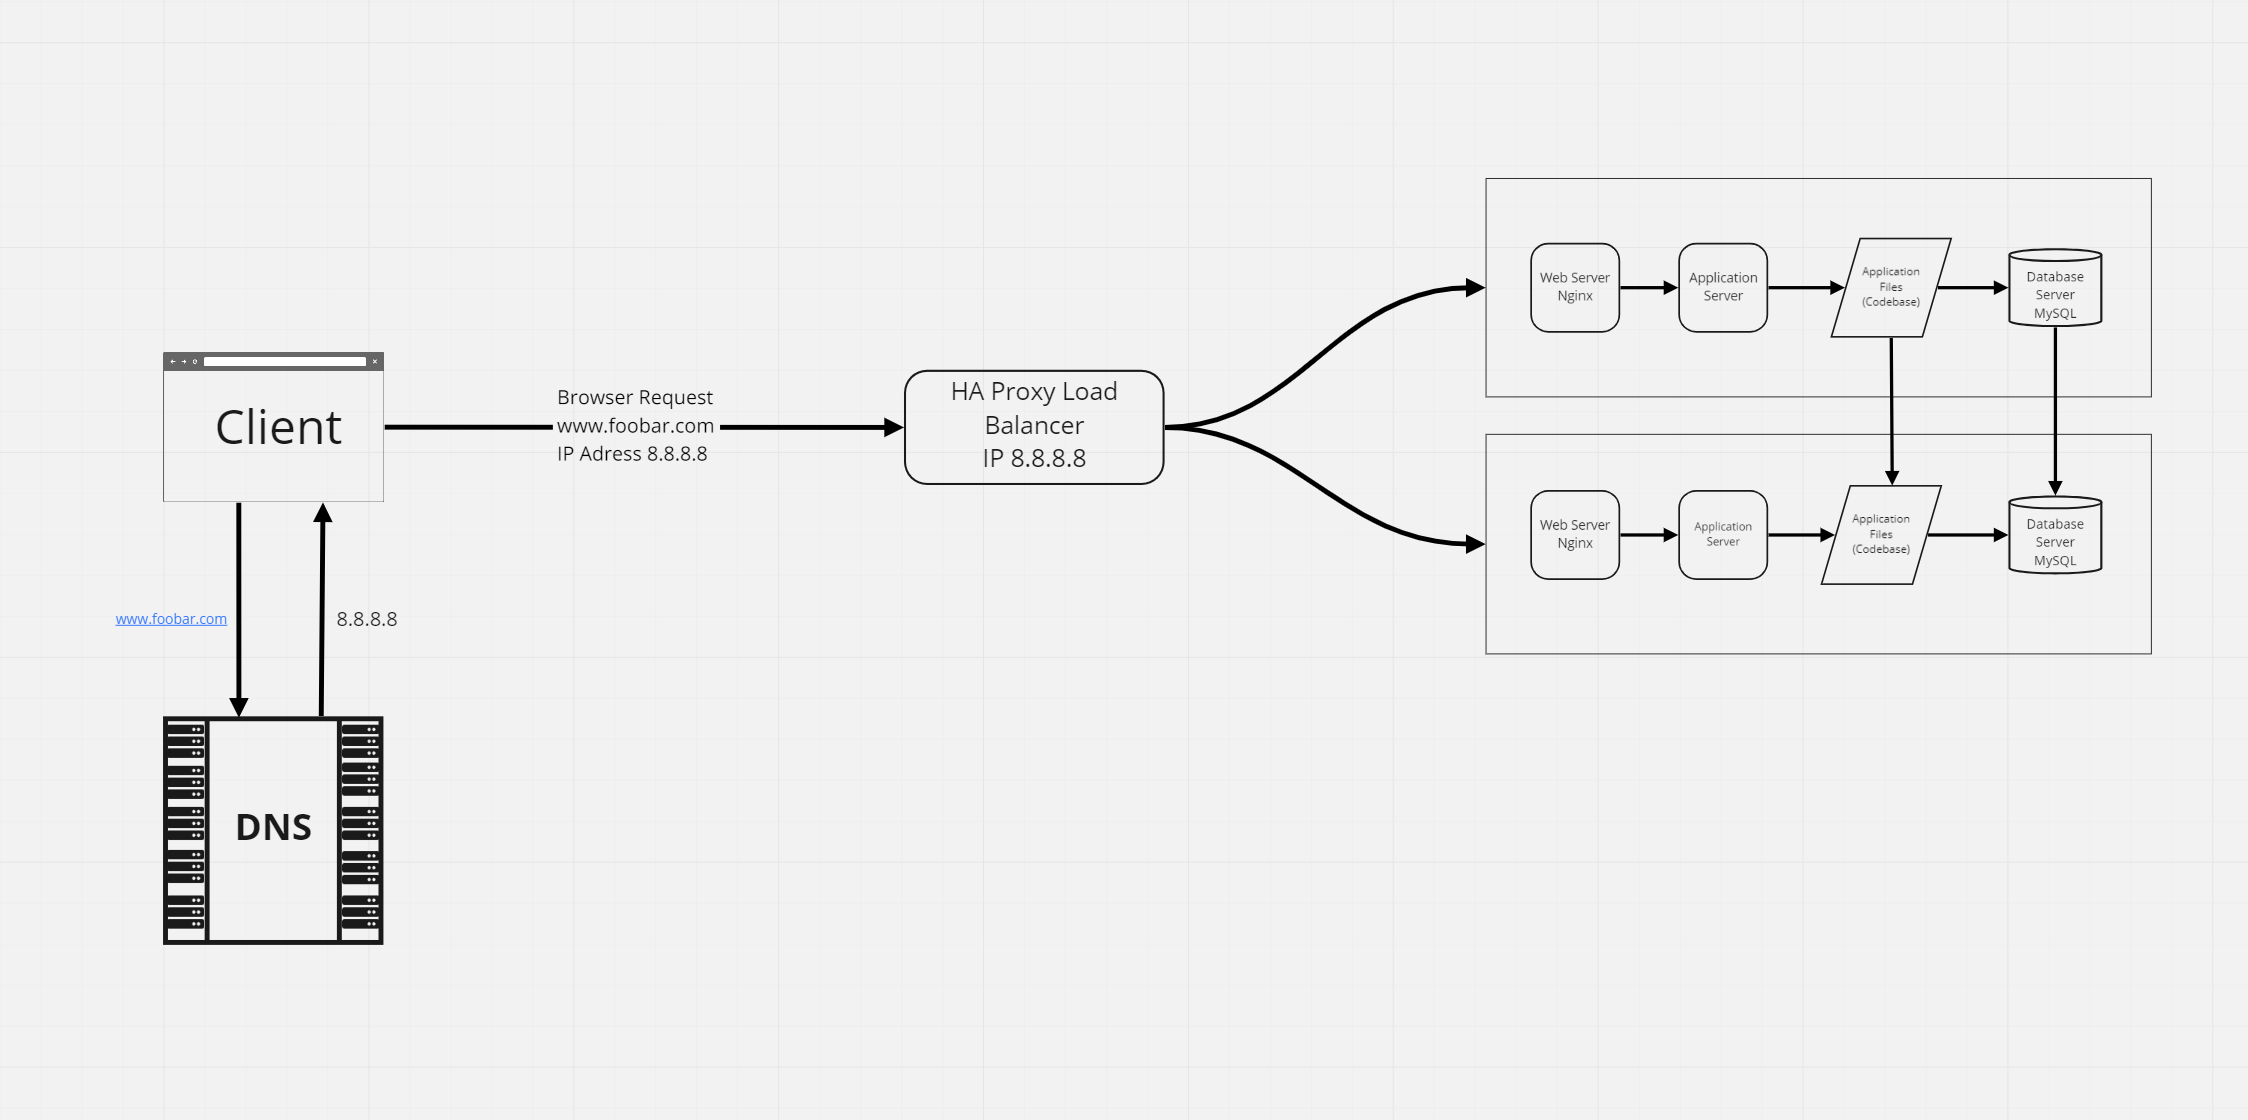 Client
Browser Request
www.foobar.com
IP Adress 8.8.8.8
HA Proxy Load
Balancer
IP 8.8.8.8
Web Server
Nginx
Application
Server
Application
Files
(Codebase)
Database
Server
MySQL
Web Server
Nginx
Application
Server
Application
Files
(Codebase)
Database
Server
MySQL
www.foobar.com
8.8.8.8
DNS